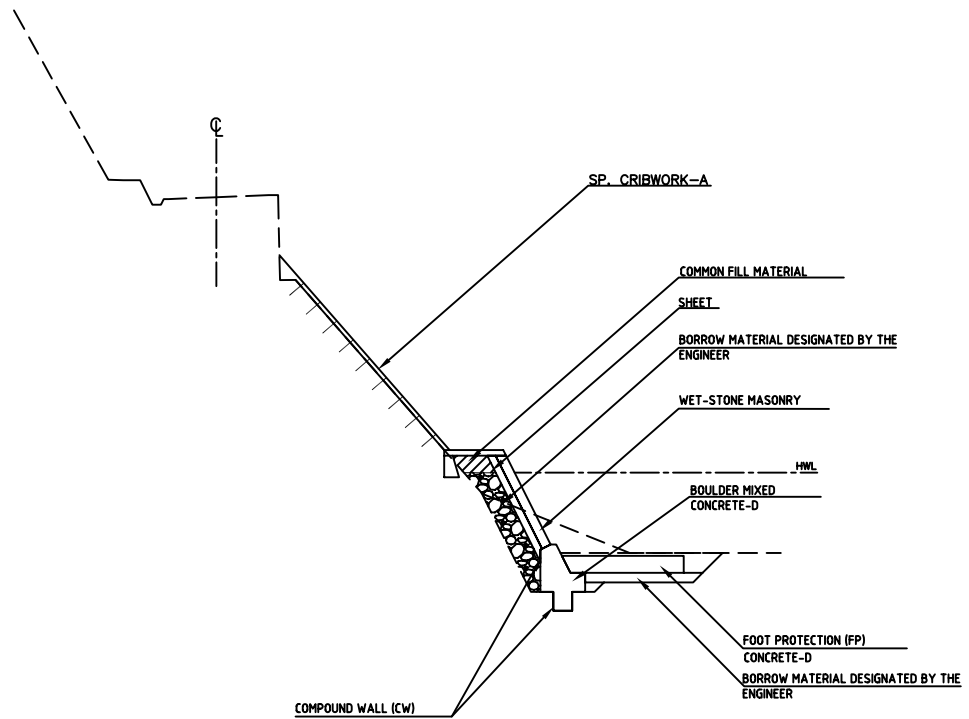 ℄
SP. CRIBWORK-A
COMMON FILL MATERIAL
SHEET
BORROW MATERIAL DESIGNATED BY THE
ENGINEER
WET-STONE MASONRY
HWL
BOULDER MIXED
CONCRETE-D
FOOT PROTECTION (FP)
CONCRETE-D
BORROW MATERIAL DESIGNATED BY THE
ENGINEER
COMPOUND WALL (CW)